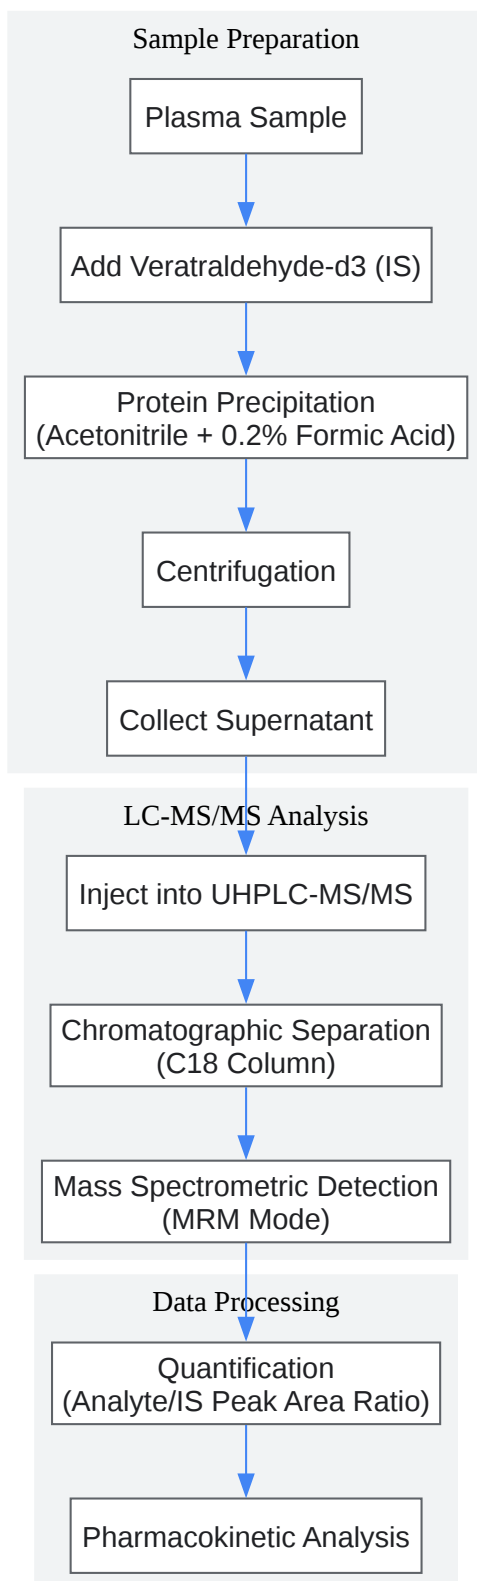 Sample Preparation
Plasma Sample
Add Veratraldehyde-d3 (IS)
Protein Precipitation
(Acetonitrile + 0.2% Formic Acid)
Centrifugation
Collect Supernatant
LC-MS/MS Analysis
Inject into UHPLC-MS/MS
Chromatographic Separation
(C18 Column)
Mass Spectrometric Detection
(MRM Mode)
Data Processing
Quantification
(Analyte/IS Peak Area Ratio)
Pharmacokinetic Analysis